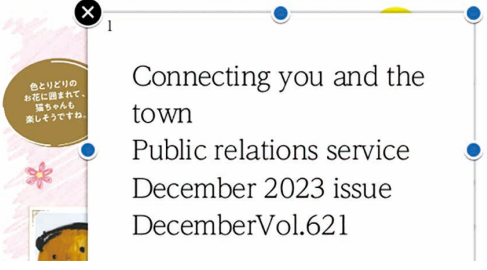 1
Connecting you and the
town
Public relations service
December 2023 issue
DecemberVol.621
色とりどりの
お花に囲まれて、
猫ちゃんも
楽しそうですね。